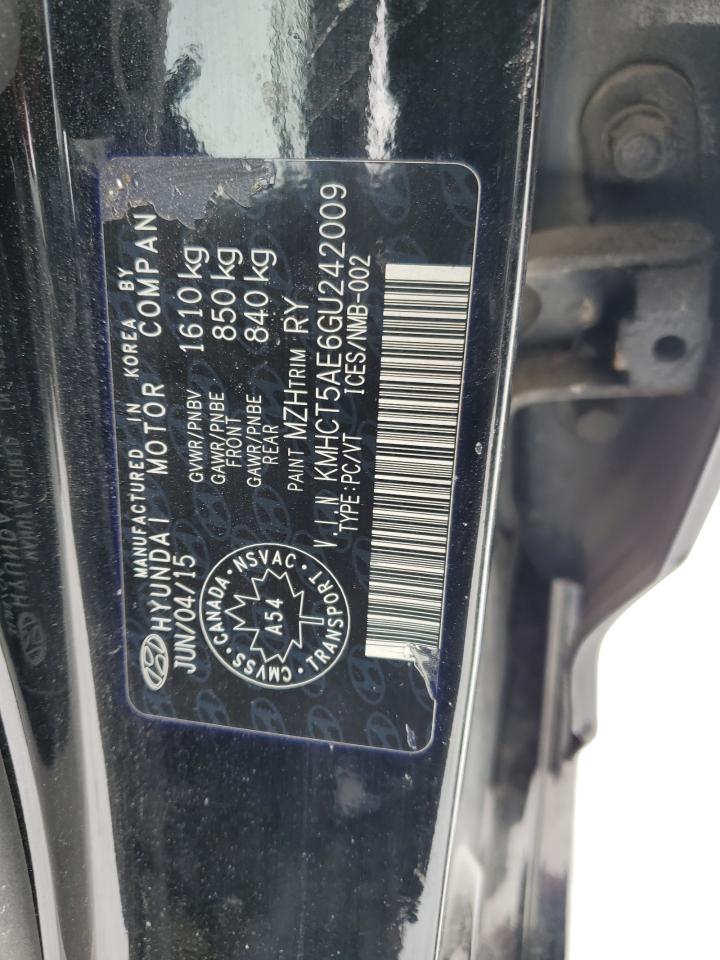 MANUFACTURED IN KOREA BY
HYUNDAI MOTOR COMPAN
JUN/04/15
GVWR/PNBV 1610 kg
GAWR/PNBE FRONT 850 kg
GAWR/PNBE REAR 840 kg
PAINT MZH TRIM RY
V.I.N KMHCT5AE6GU242009
TYPE:PC/VT ICES/NMB-002
CMVSS · CANADA · NSVAC · TRANSPORT ·
A54